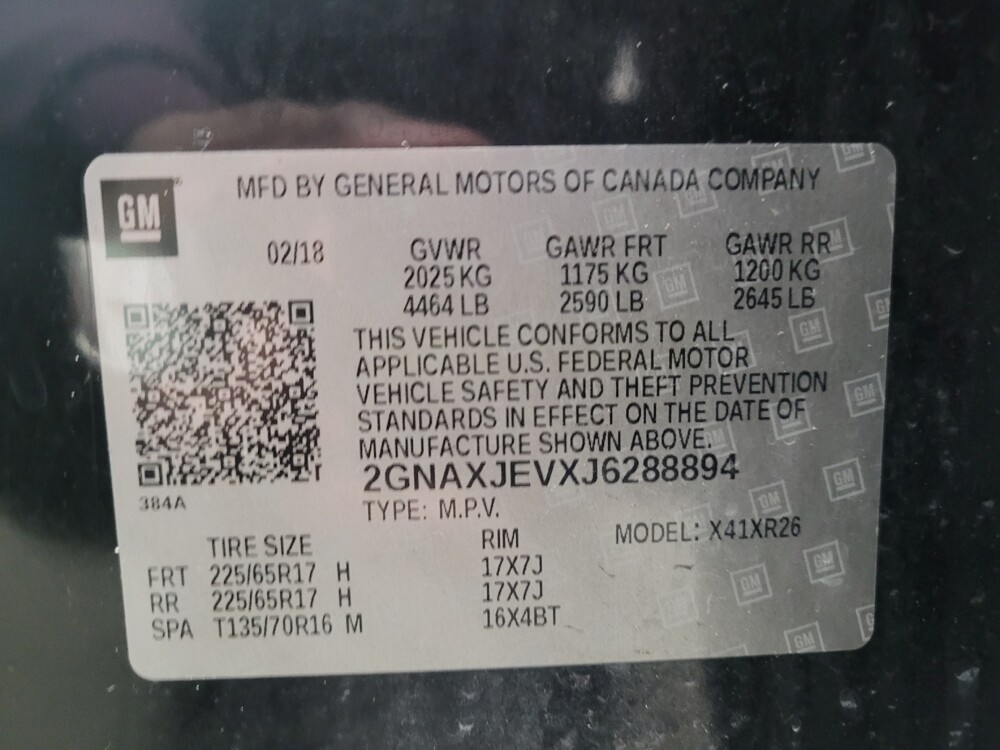 GM
MFD BY GENERAL MOTORS OF CANADA COMPANY
02/18 GVWR GAWR FRT GAWR RR
2025 KG 1175 KG 1200 KG
4464 LB 2590 LB 2645 LB
THIS VEHICLE CONFORMS TO ALL
APPLICABLE U.S. FEDERAL MOTOR
VEHICLE SAFETY AND THEFT PREVENTION
STANDARDS IN EFFECT ON THE DATE OF
MANUFACTURE SHOWN ABOVE.
2GNAXJEVXJ6288894
384A
TYPE: M.P.V.
MODEL: X41XR26
TIRE SIZE RIM
FRT 225/65R17 H 17X7J
RR 225/65R17 H 17X7J
SPA T135/70R16 M 16X4BT